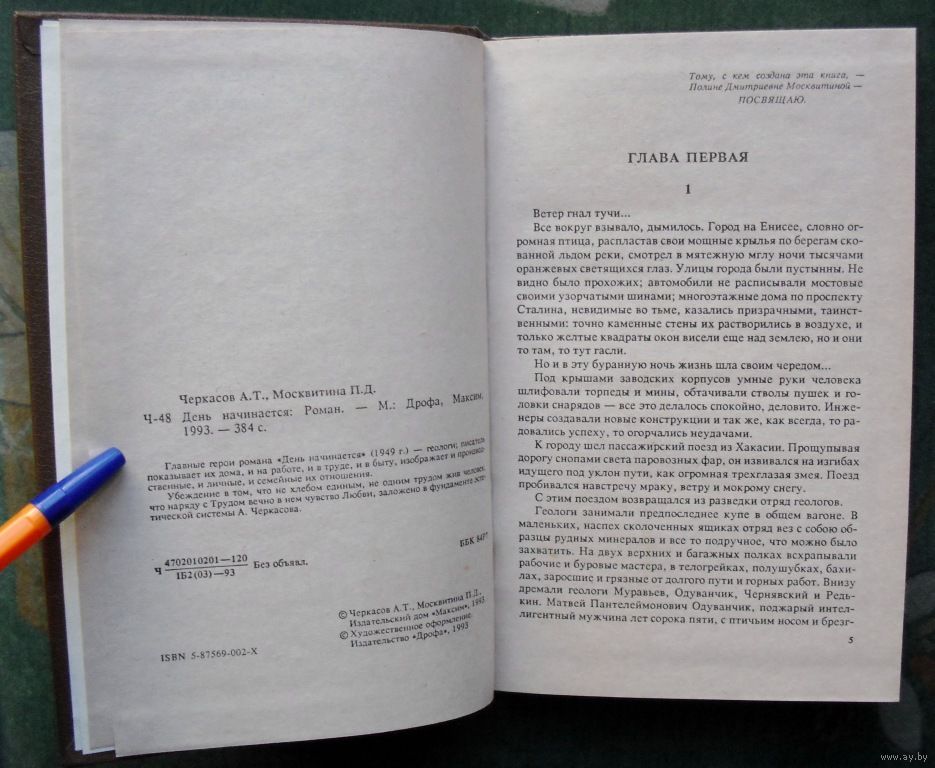 Черкасов А.Т., Москвитина П.Д.
Ч-48 День начинается: Роман. — М.: Дрофа, Максим,
1993. — 384 с.
Главные герои романа «День начинается» (1949 г.) — геологи; писатель
показывает их дома, и на работе, и в труде, и в быту, изображает и производ-
ственные, и личные, и семейные их отношения.
Убеждение в том, что не хлебом единым, не одним трудом жив человек,
что наряду с Трудом вечно в нем чувство Любви, заложено в фундаменте эсте-
тической системы А. Черкасова.
Ч 4702010201—120
1Б2(03)—93
Без объявл.
ББК 84Р7
© Черкасов А.Т., Москвитина П.Д.
Издательский дом «Максим», 1993
© Художественное оформление.
Издательство «Дрофа», 1993
ISBN 5-87569-002-X
Тому, с кем создана эта книга, —
Полине Дмитриевне Москвитиной —
ПОСВЯЩАЮ.
ГЛАВА ПЕРВАЯ
1
Ветер гнал тучи...
Все вокруг взывало, дымилось. Город на Енисее, словно ог-
ромная птица, распластав свои мощные крылья по берегам ско-
ванной льдом реки, смотрел в мятежную мглу ночи тысячами
оранжевых светящихся глаз. Улицы города были пустынны. Не
видно было прохожих; автомобили не расписывали мостовые
своими узорчатыми шинами; многоэтажные дома по проспекту
Сталина, невидимые во тьме, казались призрачными, таинст-
венными: точно каменные стены их растворились в воздухе, и
только желтые квадраты окон висели еще над землею, но и они
то там, то тут гасли.
Но и в эту буранную ночь жизнь шла своим чередом...
Под крышами заводских корпусов умные руки человека
шлифовали торпеды и мины, обтачивали стволы пушек и го-
ловки снарядов — все это делалось спокойно, деловито. Инже-
неры создавали новые конструкции и так же, как всегда, то ра-
довались успеху, то огорчались неудачами.
К городу шел пассажирский поезд из Хакасии. Прощупывая
дорогу снопами света паровозных фар, он извивался на изгибах
идущего под уклон пути, как огромная трехглазая змея. Поезд
пробивался навстречу мраку, ветру и мокрому снегу.
С этим поездом возвращался из разведки отряд геологов.
Геологи занимали предпоследнее купе в общем вагоне. В
маленьких, наспех сколоченных ящиках отряд вез с собою об-
разцы рудных минералов и все то подручное, что можно было
захватить. На двух верхних и багажных полках всхрапывали
рабочие и буровые мастера, в телогрейках, полушубках, бахи-
лах, заросшие и грязные от долгого пути и горных работ. Внизу
дремали геологи Муравьев, Одуванчик, Чернявский и Редь-
кин. Матвей Пантелеймонович Одуванчик, поджарый интел-
лигентный мужчина лет сорока пяти, с птичьим носом и брезг-
5
www.ay.by